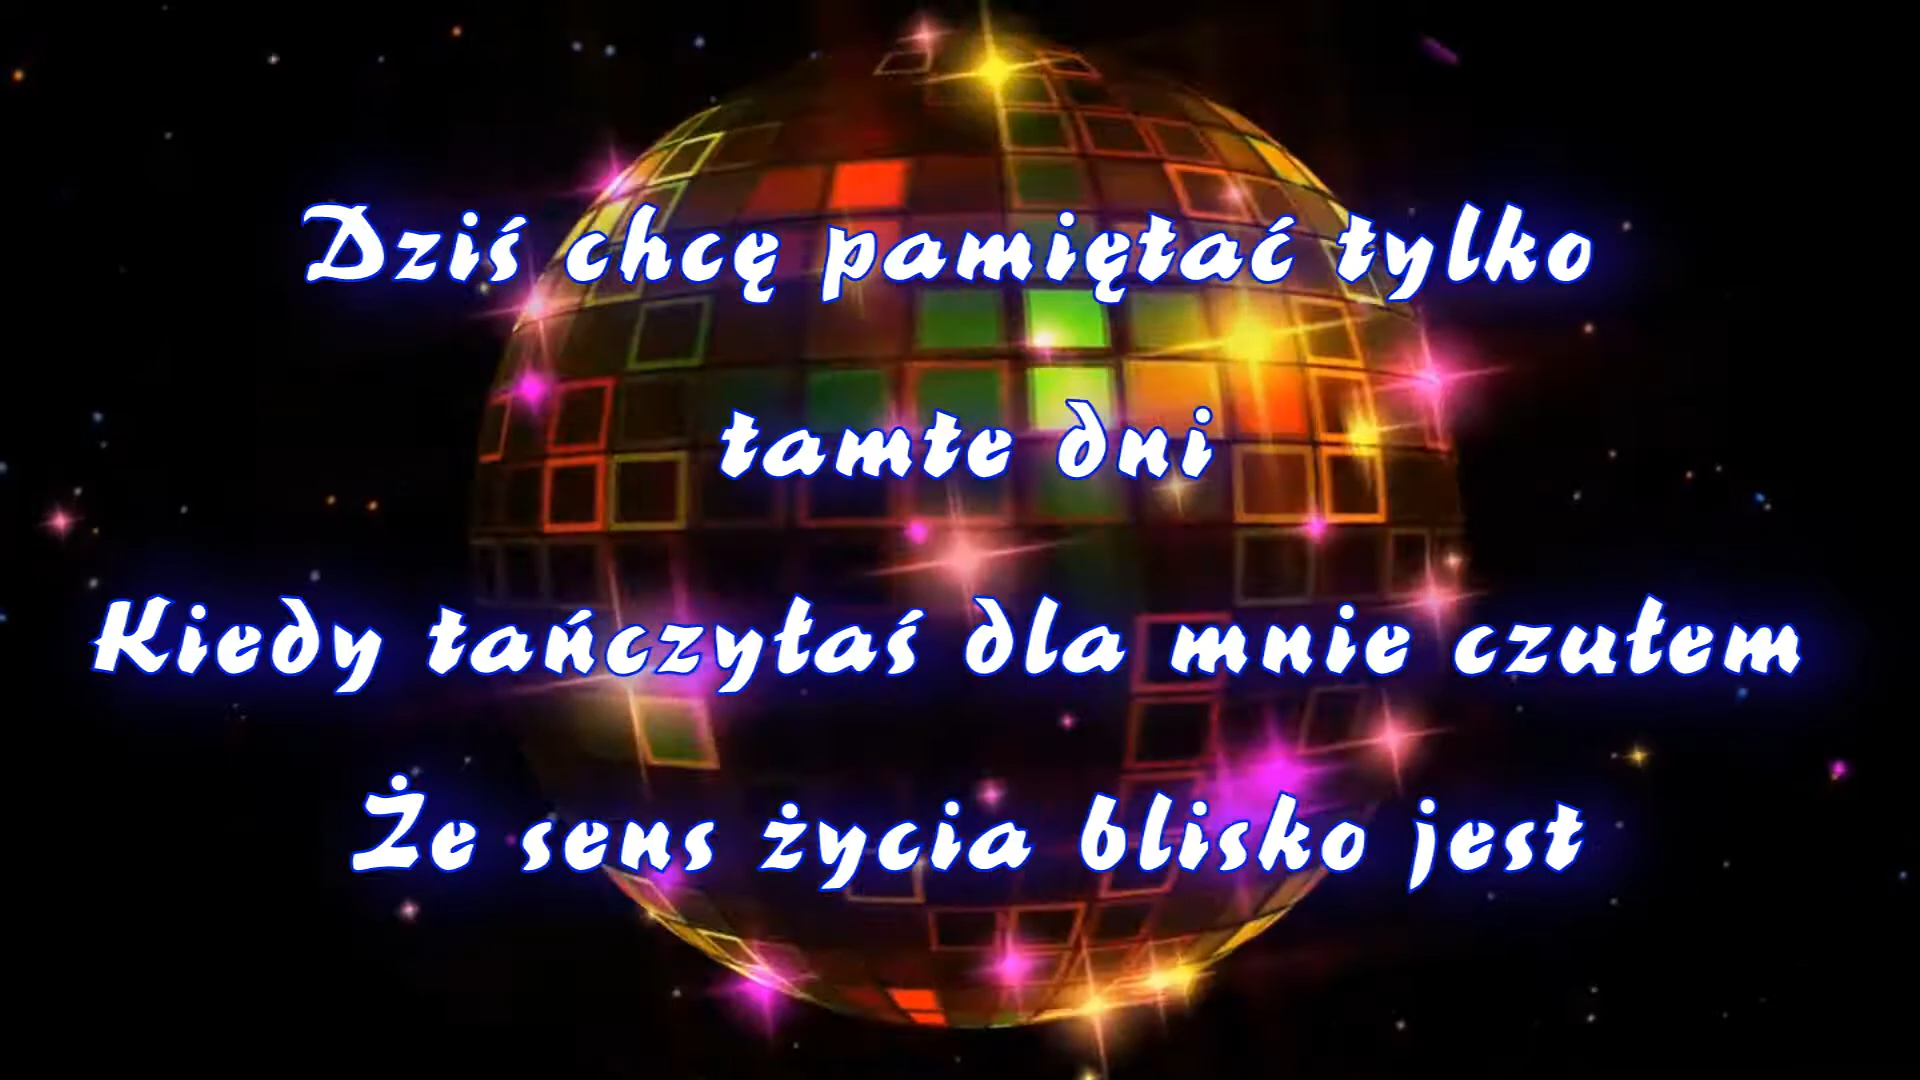 Dziś chcę pamiętać tylko
tamte dni
Kiedy tańczyłaś dla mnie czułem
Że sens życia blisko jest